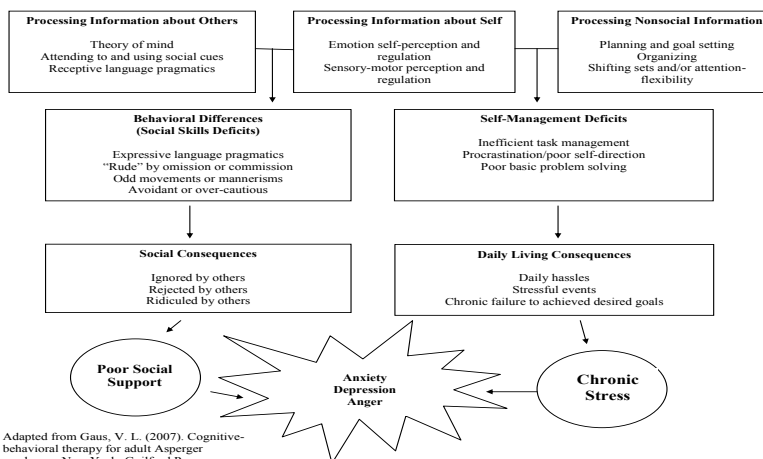 Processing Information about Others
Theory of mind
Attending to and using social cues
Receptive language pragmatics
Processing Information about Self
Emotion self-perception and
regulation
Sensory-motor perception and
regulation
Processing Nonsocial Information
Planning and goal setting
Organizing
Shifting sets and/or attention-
flexibility
Behavioral Differences
(Social Skills Deficits)
Expressive language pragmatics
“Rude” by omission or commission
Odd movements or mannerisms
Avoidant or over-cautious
Self-Management Deficits
Inefficient task management
Procrastination/poor self-direction
Poor basic problem solving
Social Consequences
Ignored by others
Rejected by others
Ridiculed by others
Daily Living Consequences
Daily hassles
Stressful events
Chronic failure to achieved desired goals
Poor Social
Support
Anxiety
Depression
Anger
Chronic
Stress
Adapted from Gaus, V. L. (2007). Cognitive-
behavioral therapy for adult Asperger